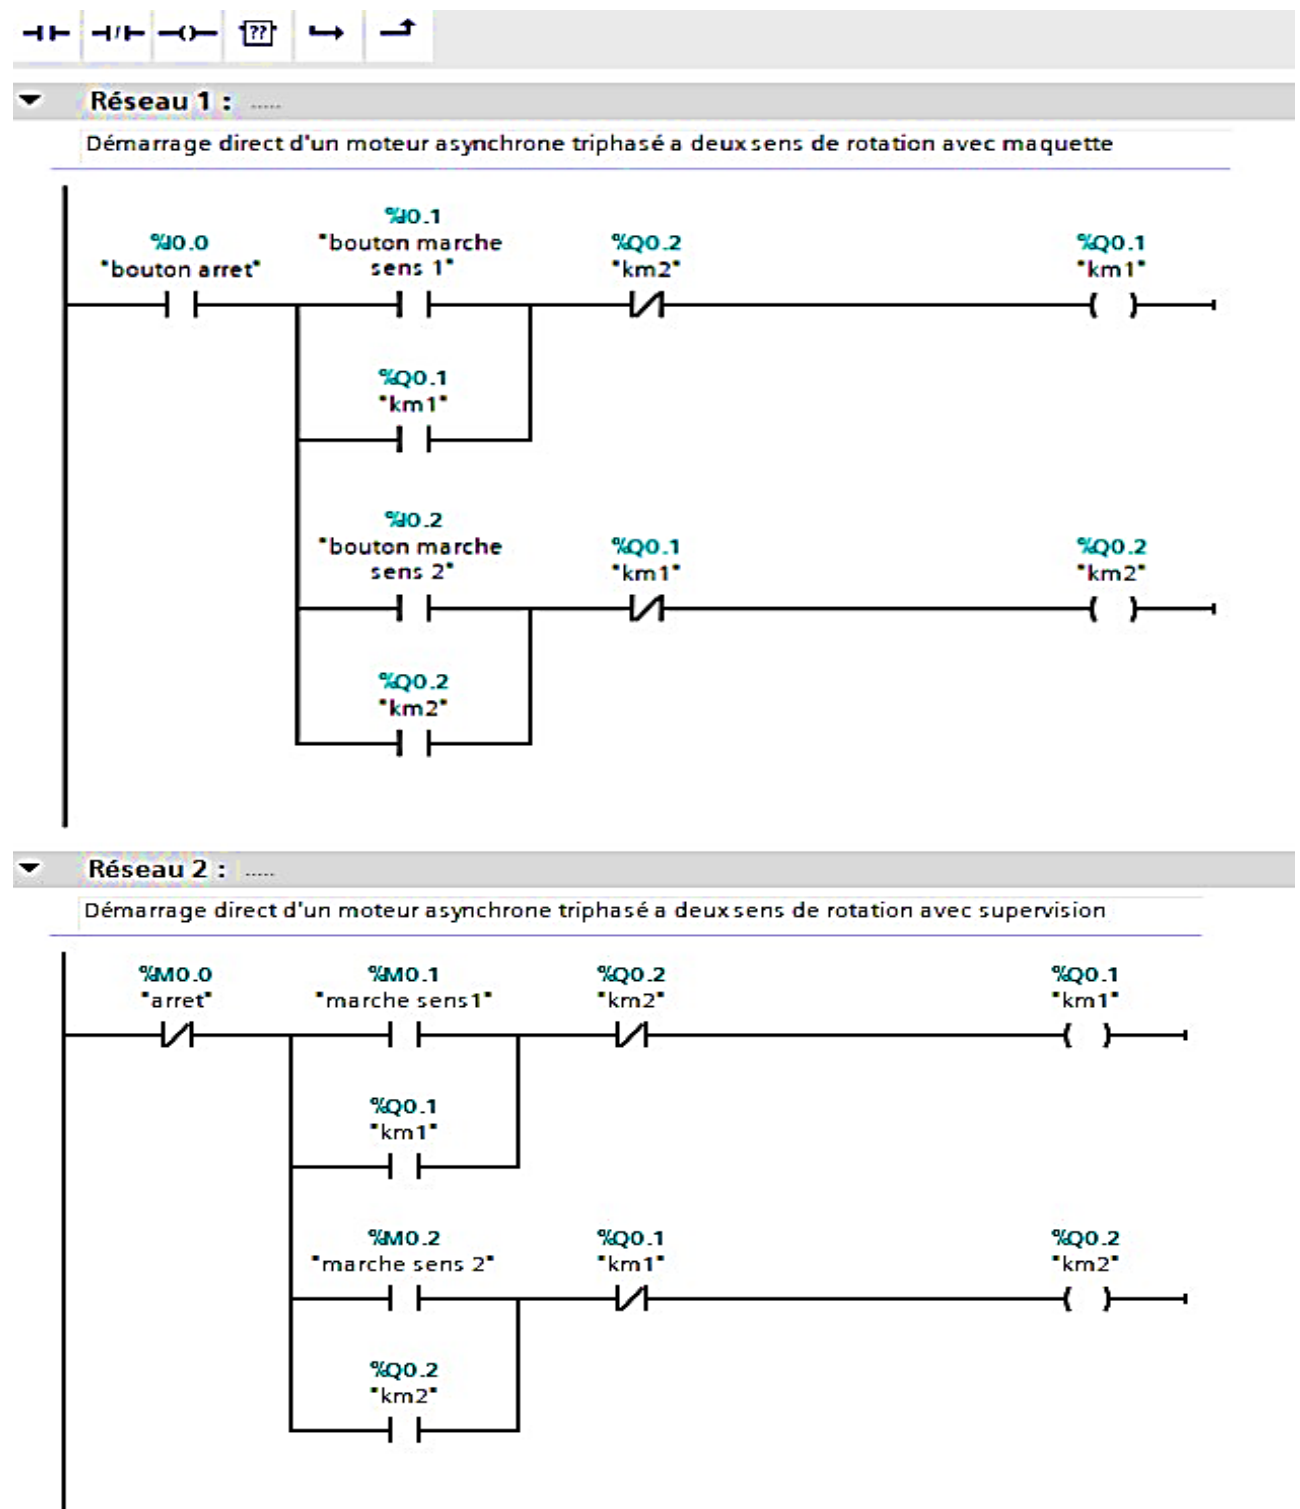 ??
Réseau 1 : .....
Démarrage direct d'un moteur asynchrone triphasé a deux sens de rotation avec maquette
%I0.0
"bouton arret"
%I0.1
"bouton marche
sens 1"
%Q0.2
"km2"
%Q0.1
"km1"
%Q0.1
"km1"
%I0.2
"bouton marche
sens 2"
%Q0.1
"km1"
%Q0.2
"km2"
%Q0.2
"km2"
Réseau 2 : .....
Démarrage direct d'un moteur asynchrone triphasé a deux sens de rotation avec supervision
%M0.0
"arret"
%M0.1
"marche sens1"
%Q0.2
"km2"
%Q0.1
"km1"
%Q0.1
"km1"
%M0.2
"marche sens 2"
%Q0.1
"km1"
%Q0.2
"km2"
%Q0.2
"km2"